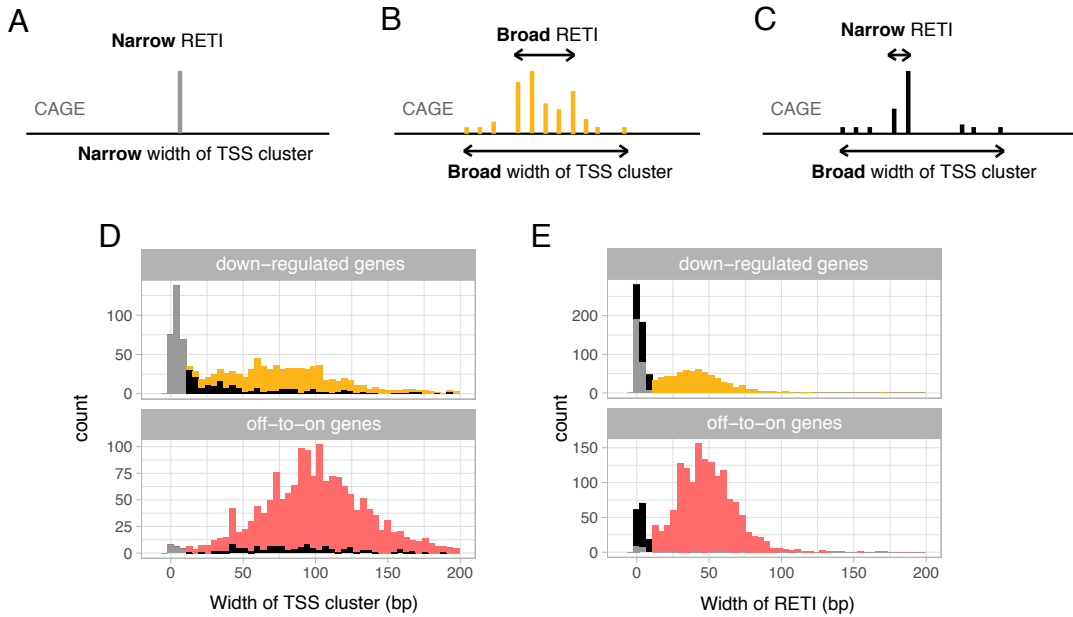 A
Narrow RETI
CAGE
Narrow width of TSS cluster
B
Broad RETI
CAGE
Broad width of TSS cluster
C
Narrow RETI
CAGE
Broad width of TSS cluster
D
down−regulated genes
100
50
0
off−to−on genes
100
75
50
25
0
count
0 50 100 150 200
Width of TSS cluster (bp)
E
down−regulated genes
200
100
0
off−to−on genes
150
100
50
0
count
0 50 100 150 200
Width of RETI (bp)